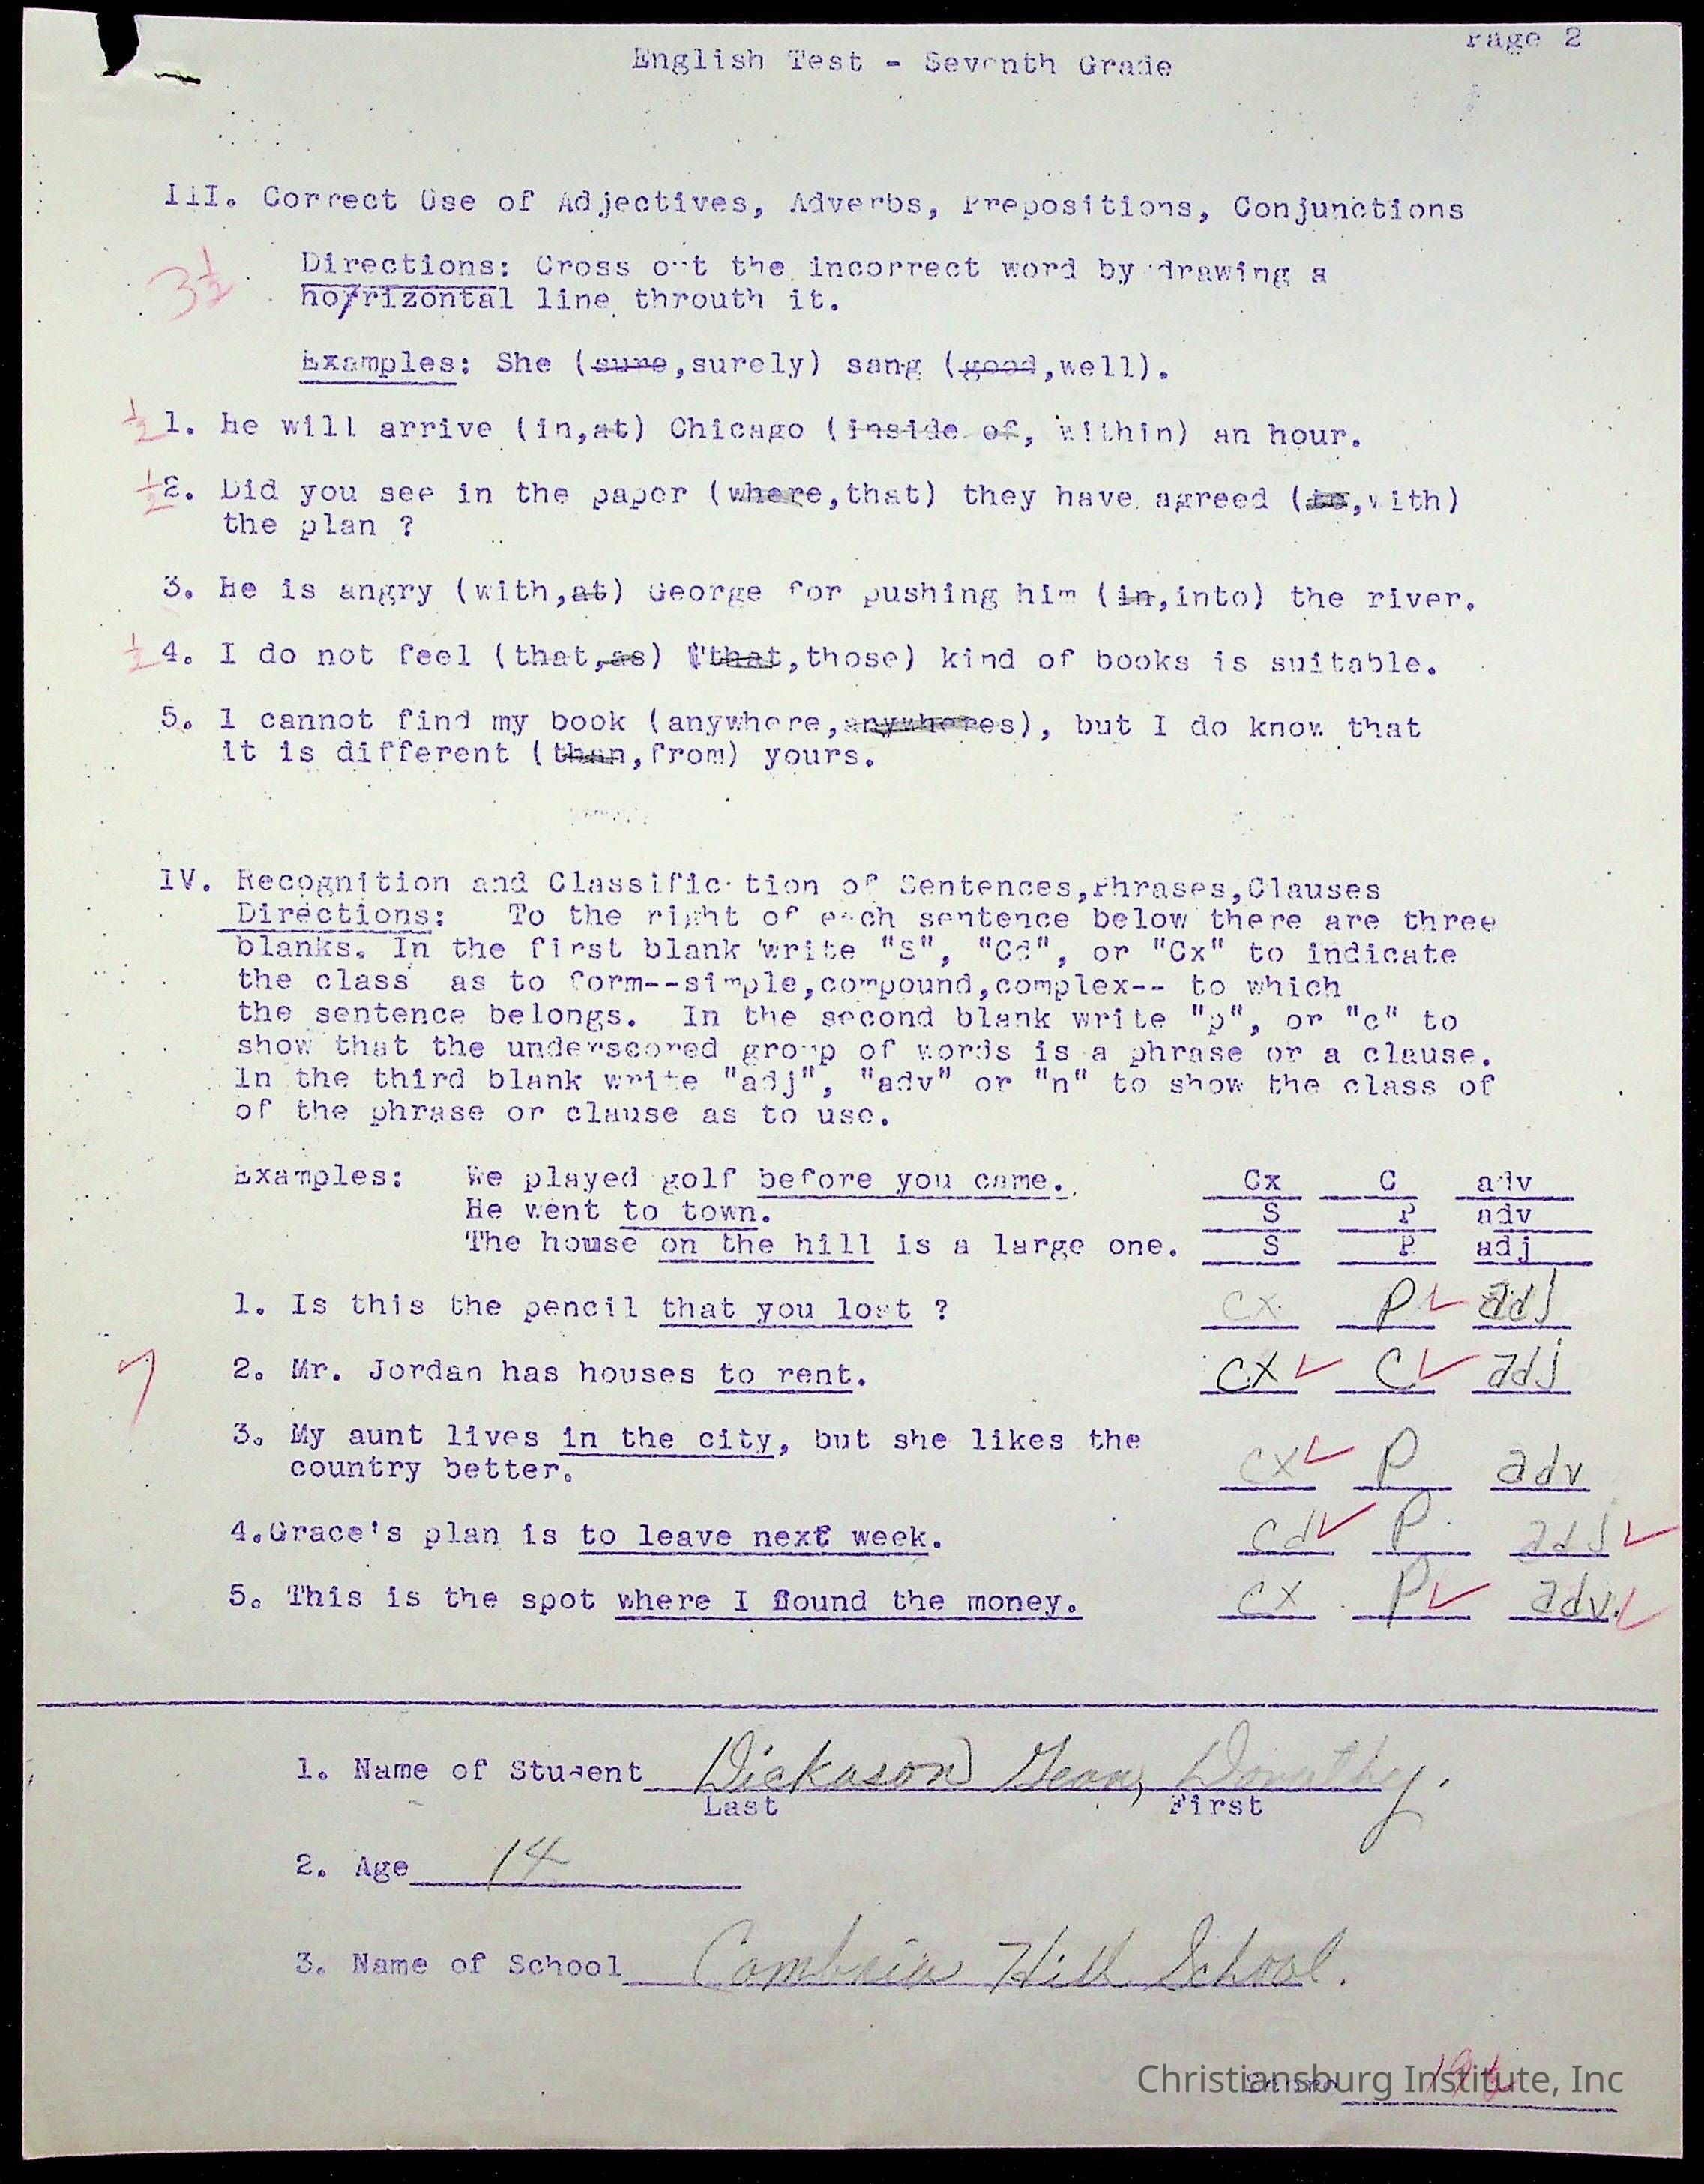 Page 2
English Test - Seventh Grade
III. Correct Use of Adjectives, Adverbs, Prepositions, Conjunctions
3½
Directions: Cross out the incorrect word by drawing a
ho/rizontal line throuth it.
Examples: She (sure,surely) sang (good,well).
½ 1. He will arrive (in,at) Chicago (inside of, within) an hour.
½ 2. Did you see in the paper (where,that) they have agreed (to,with)
the plan ?
3. He is angry (with,at) George for pushing him (in,into) the river.
½ 4. I do not feel (that,as) (that,those) kind of books is suitable.
5. I cannot find my book (anywhere,anywheres), but I do know that
it is different (than,from) yours.
IV. Recognition and Classification of Sentences,Phrases,Clauses
Directions: To the right of each sentence below there are three
blanks. In the first blank write "S", "Cd", or "Cx" to indicate
the class as to form--simple,compound,complex-- to which
the sentence belongs. In the second blank write "p", or "c" to
show that the underscored group of words is a phrase or a clause.
In the third blank write "adj", "adv" or "n" to show the class of
of the phrase or clause as to use.
Examples: We played golf before you came. Cx C adv
He went to town. S P adv
The house on the hill is a large one. S P adj
1. Is this the pencil that you lost ? cx P adj
7
2. Mr. Jordan has houses to rent. cx c adj
3. My aunt lives in the city, but she likes the
country better. cx P adv
4.Grace's plan is to leave next week. cd P adj
5. This is the spot where I found the money. cx P adv.
1. Name of Student Dickason Dorothy.
Last First
2. Age 14
3. Name of School Cambria Hill School.
Christiansburg Institute, Inc